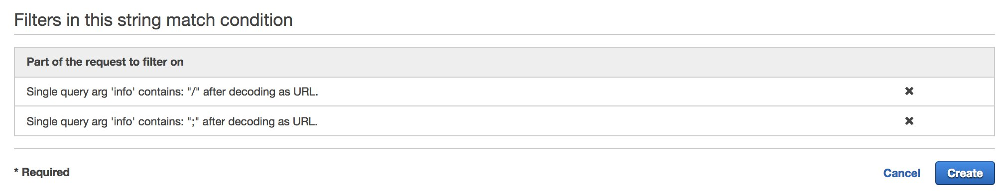 Filters in this string match condition
Part of the request to filter on
Single query arg 'info' contains: "/" after decoding as URL.
Single query arg 'info' contains: ";" after decoding as URL.
* Required
Cancel
Create